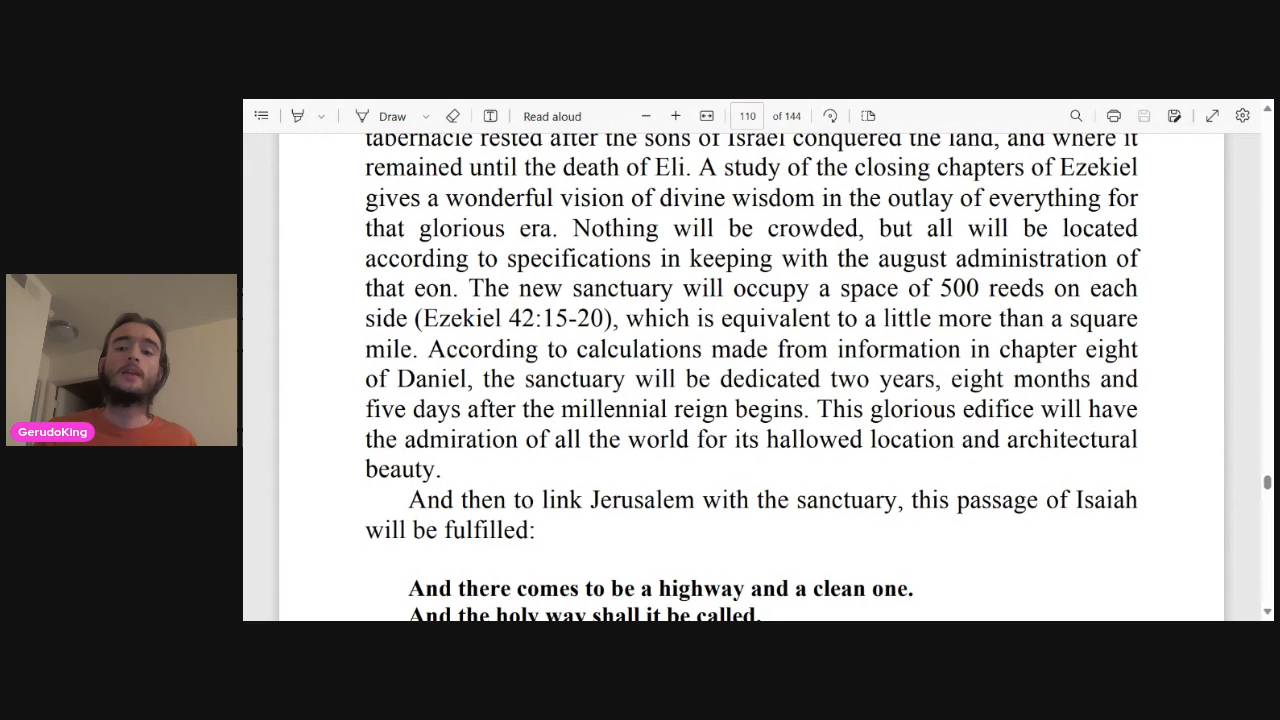 Draw
Read aloud
110 of 144
tabernacle rested after the sons of Israel conquered the land, and where it
remained until the death of Eli. A study of the closing chapters of Ezekiel
gives a wonderful vision of divine wisdom in the outlay of everything for
that glorious era. Nothing will be crowded, but all will be located
according to specifications in keeping with the august administration of
that eon. The new sanctuary will occupy a space of 500 reeds on each
side (Ezekiel 42:15-20), which is equivalent to a little more than a square
mile. According to calculations made from information in chapter eight
of Daniel, the sanctuary will be dedicated two years, eight months and
five days after the millennial reign begins. This glorious edifice will have
the admiration of all the world for its hallowed location and architectural
beauty.
And then to link Jerusalem with the sanctuary, this passage of Isaiah
will be fulfilled:
And there comes to be a highway and a clean one.
And the holy way shall it be called.
GerudoKing